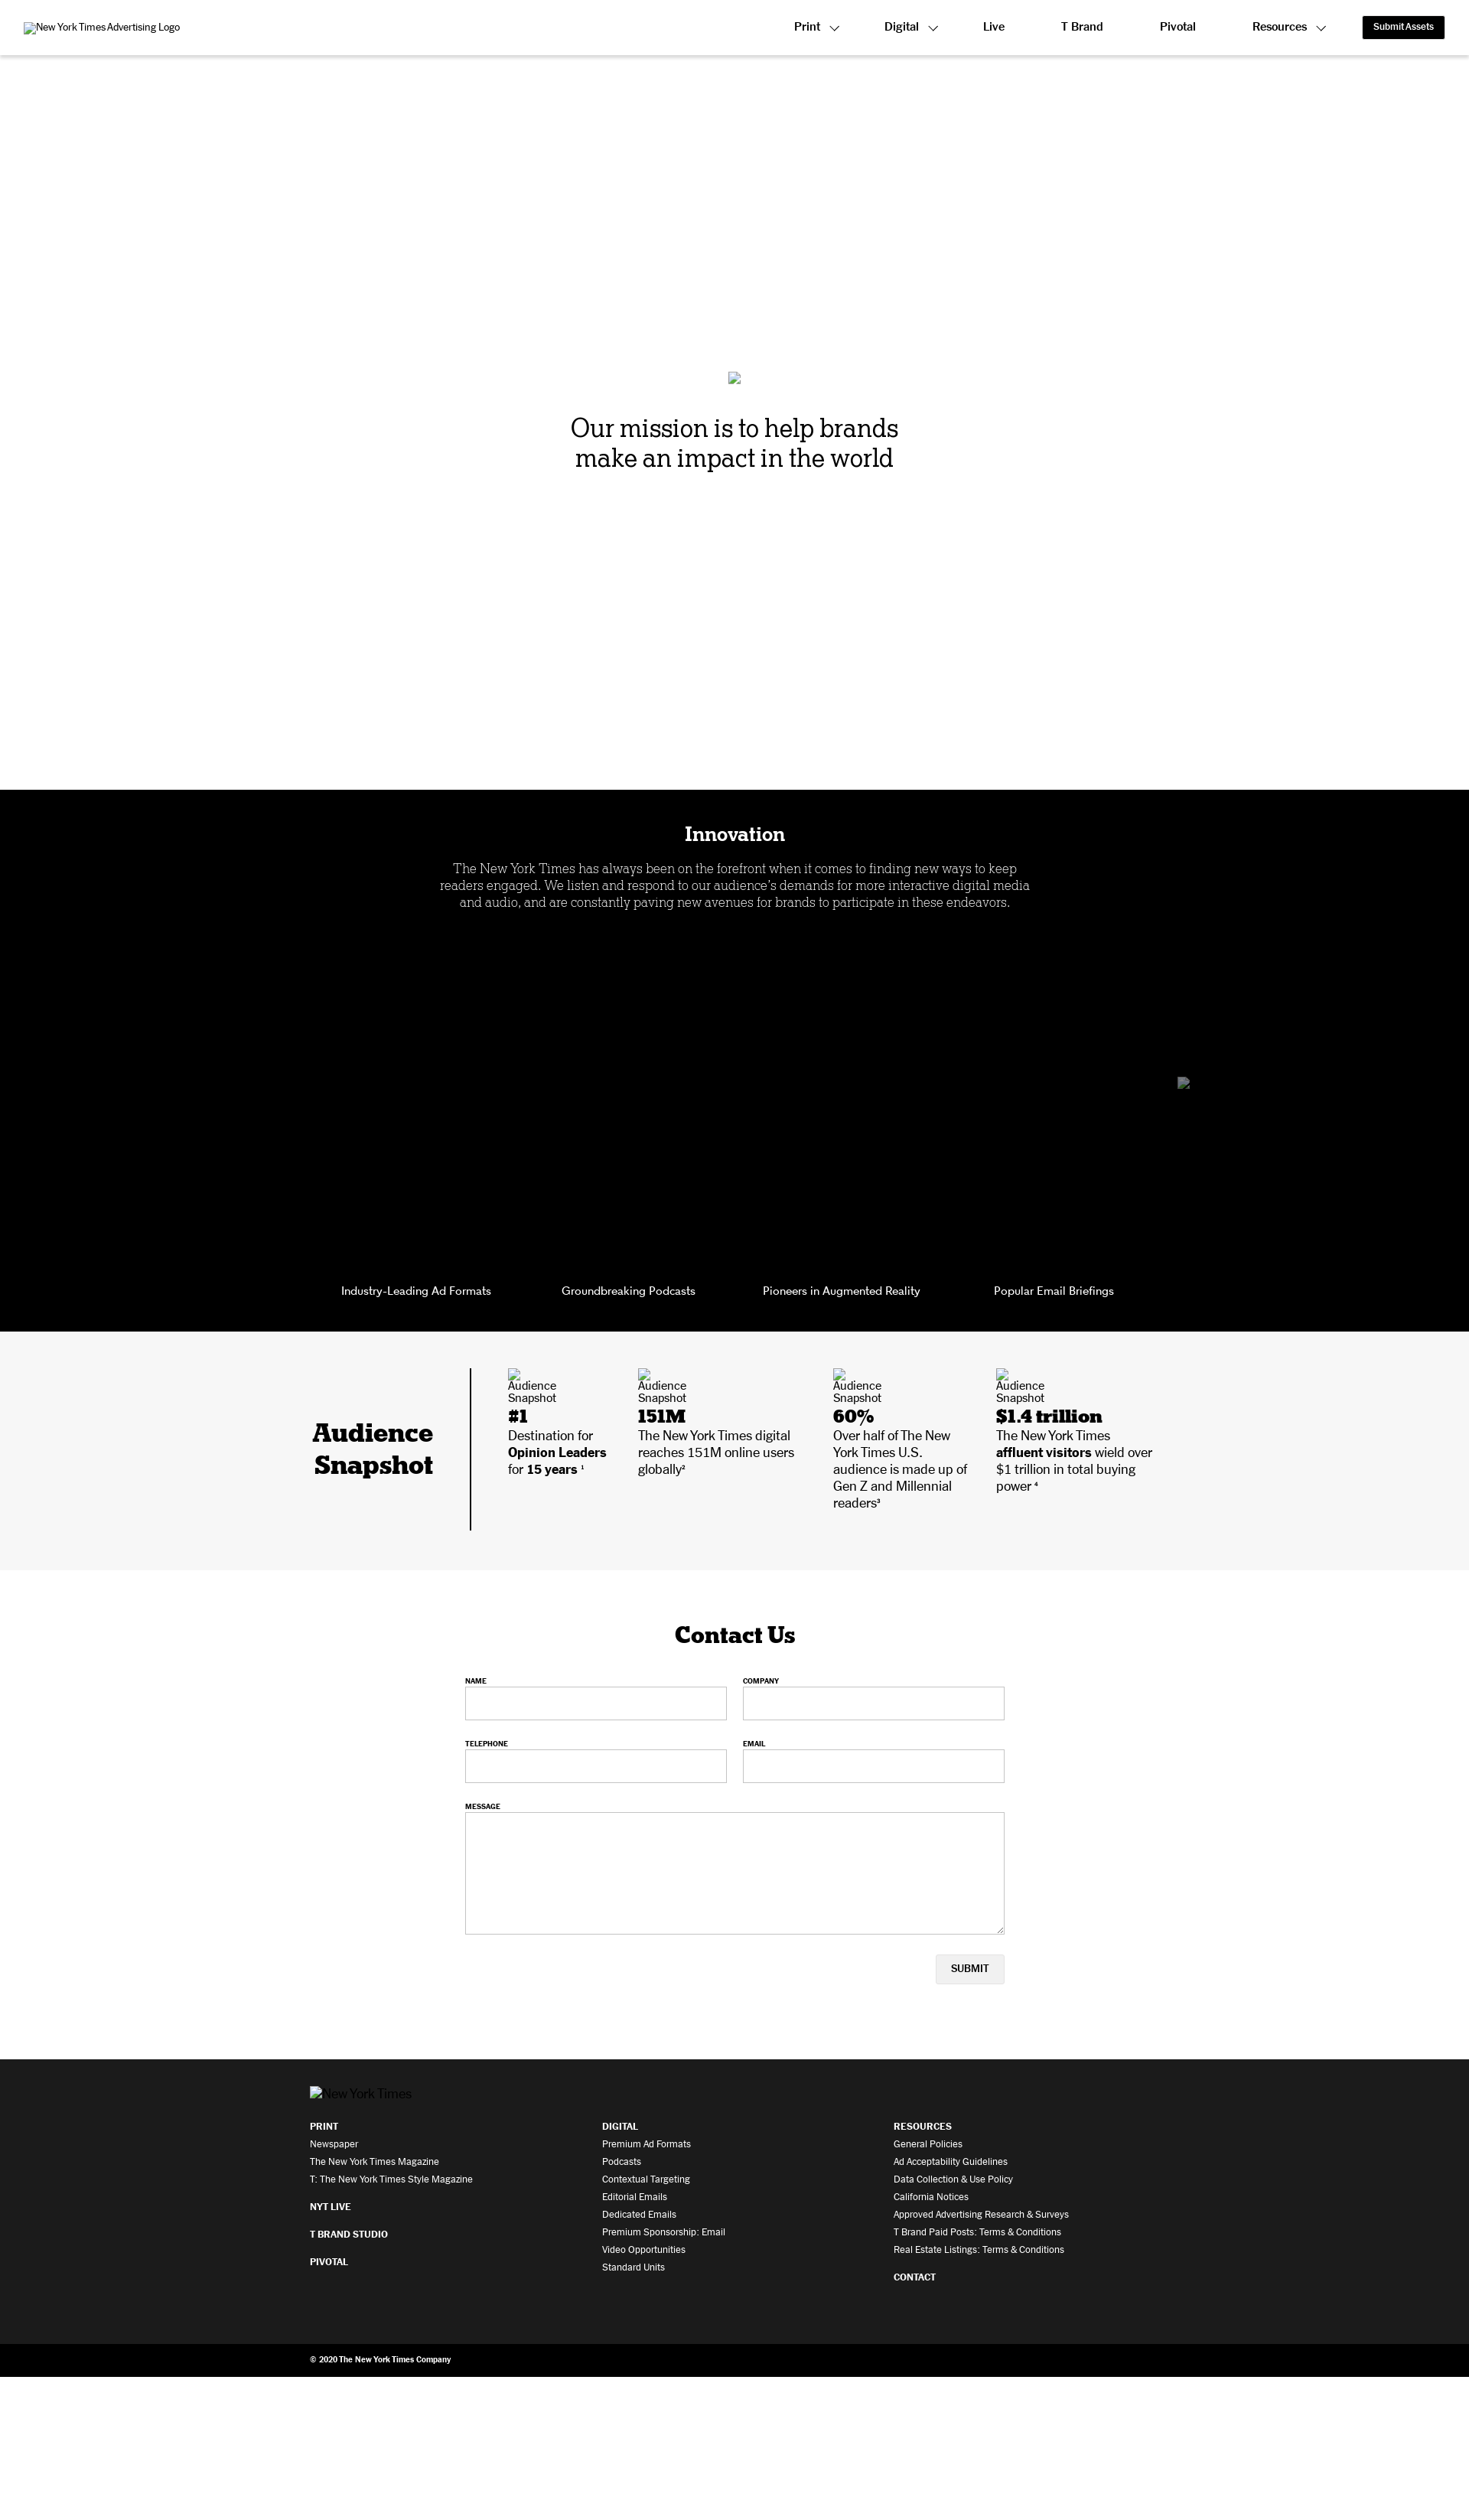 New York Times Advertising Logo
Print
Digital
Live
T Brand
Pivotal
Resources
Submit Assets
Our mission is to help brands
make an impact in the world
Innovation
The New York Times has always been on the forefront when it comes to finding new ways to keep
readers engaged. We listen and respond to our audience's demands for more interactive digital media
and audio, and are constantly paving new avenues for brands to participate in these endeavors.
Industry-Leading Ad Formats
Groundbreaking Podcasts
Pioneers in Augmented Reality
Popular Email Briefings
Audience
Snapshot
Audience
Snapshot
#1
Destination for
Opinion Leaders
for 15 years ¹
Audience
Snapshot
151M
The New York Times digital
reaches 151M online users
globally²
Audience
Snapshot
60%
Over half of The New
York Times U.S.
audience is made up of
Gen Z and Millennial
readers³
Audience
Snapshot
$1.4 trillion
The New York Times
affluent visitors wield over
$1 trillion in total buying
power ⁴
Contact Us
NAME
COMPANY
TELEPHONE
EMAIL
MESSAGE
SUBMIT
New York Times
PRINT
Newspaper
The New York Times Magazine
T: The New York Times Style Magazine
NYT LIVE
T BRAND STUDIO
PIVOTAL
DIGITAL
Premium Ad Formats
Podcasts
Contextual Targeting
Editorial Emails
Dedicated Emails
Premium Sponsorship: Email
Video Opportunities
Standard Units
RESOURCES
General Policies
Ad Acceptability Guidelines
Data Collection & Use Policy
California Notices
Approved Advertising Research & Surveys
T Brand Paid Posts: Terms & Conditions
Real Estate Listings: Terms & Conditions
CONTACT
© 2020 The New York Times Company